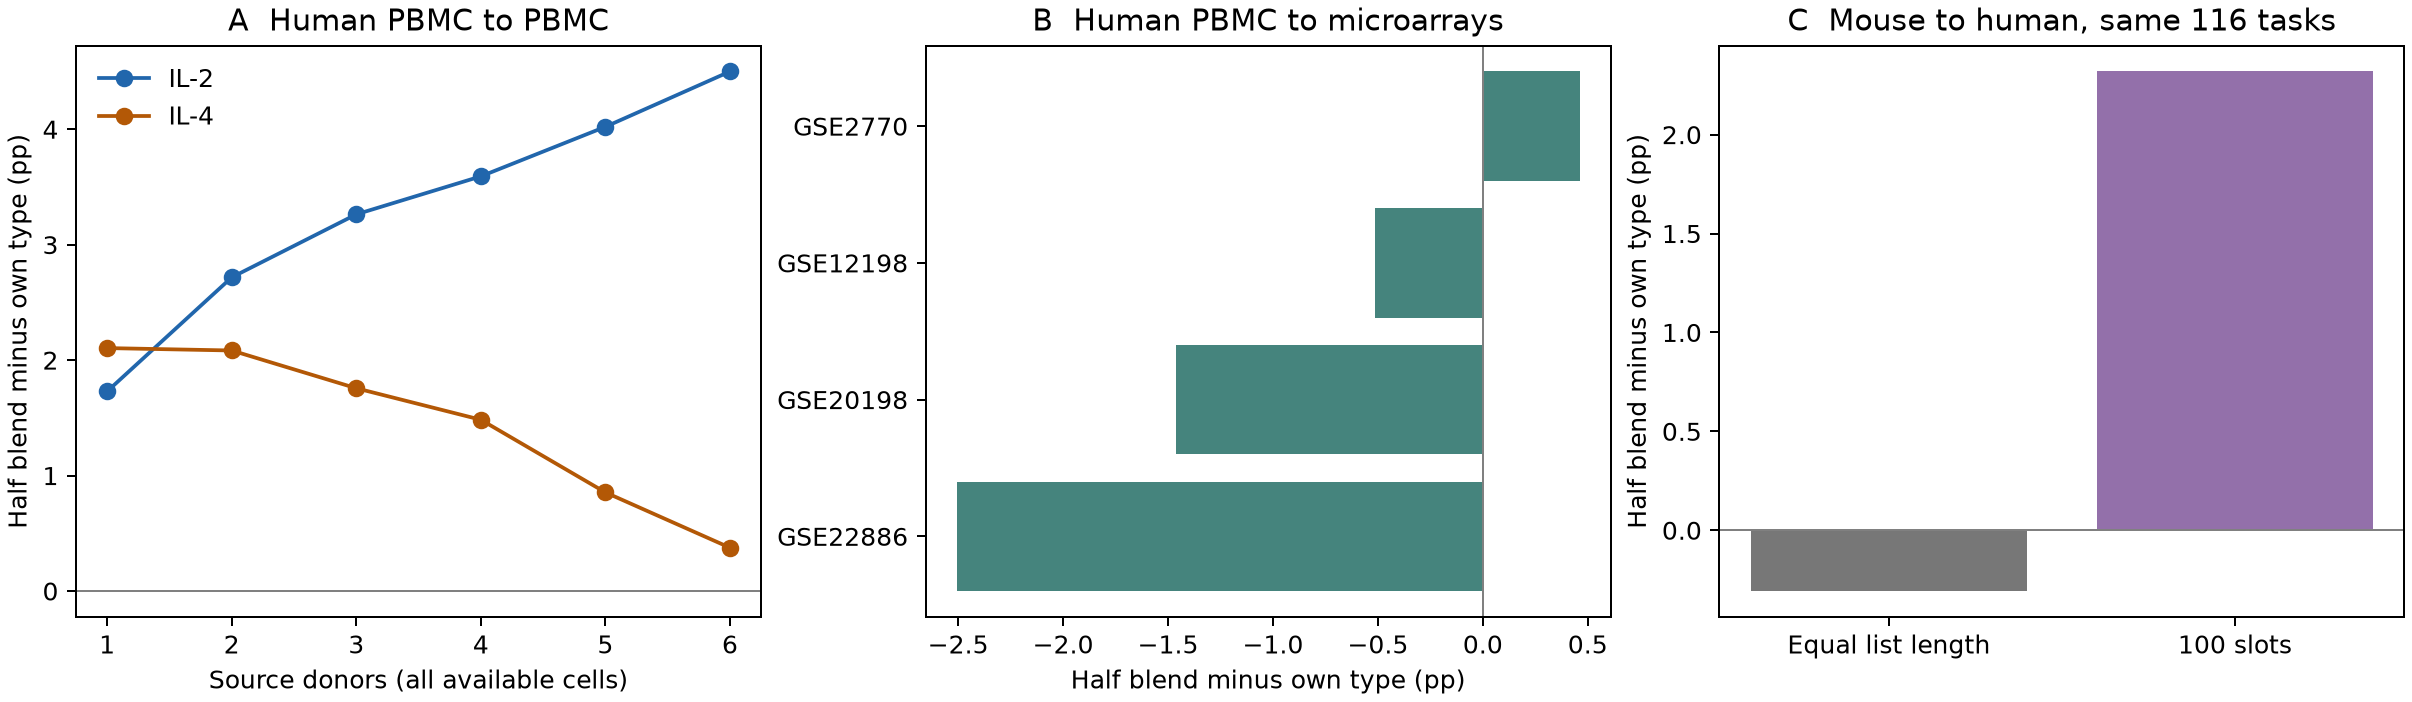 A  Human PBMC to PBMC
Half blend minus own type (pp)
4
3
2
1
0
IL-2
IL-4
1 2 3 4 5 6
Source donors (all available cells)
B  Human PBMC to microarrays
GSE2770
GSE12198
GSE20198
GSE22886
−2.5 −2.0 −1.5 −1.0 −0.5 0.0 0.5
Half blend minus own type (pp)
C  Mouse to human, same 116 tasks
Half blend minus own type (pp)
2.0
1.5
1.0
0.5
0.0
Equal list length 100 slots